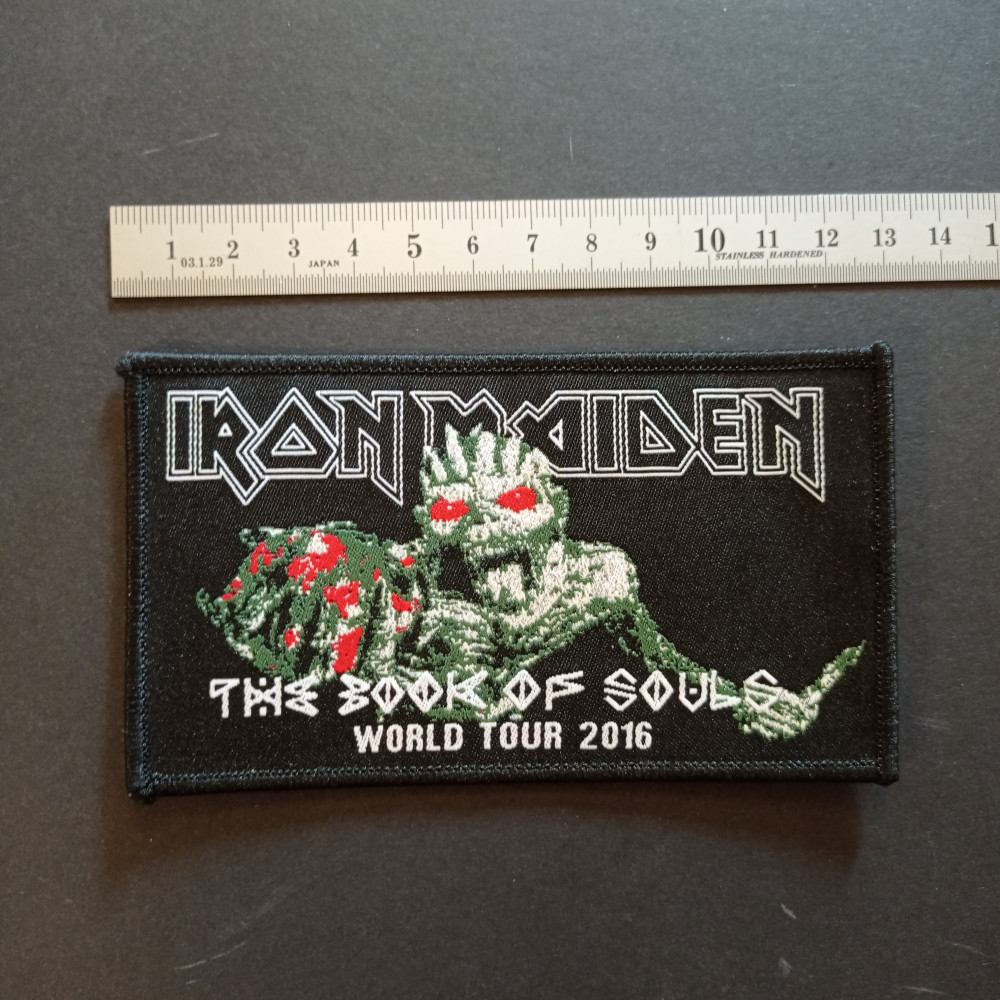 1 2 3 4 5 6 7 8 9 10 11 12 13 14 1
03.1.29 JAPAN STAINLESS HARDENED
IRON MAIDEN
THE BOOK OF SOULS
WORLD TOUR 2016